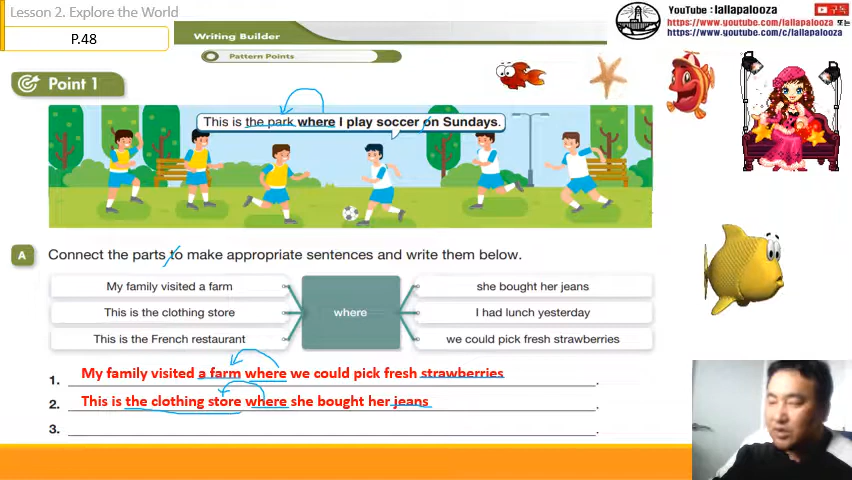 Lesson 2. Explore the World
P.48
Writing Builder
Pattern Points
YouTube : lallapalooza
구독
https://www.youtube.com/lallapalooza 또는
https://www.youtube.com/c/lallapalooza
Point 1
This is the park where I play soccer on Sundays.
A Connect the parts to make appropriate sentences and write them below.
My family visited a farm
she bought her jeans
This is the clothing store
where
I had lunch yesterday
This is the French restaurant
we could pick fresh strawberries
1. My family visited a farm where we could pick fresh strawberries.
2. This is the clothing store where she bought her jeans.
3. .